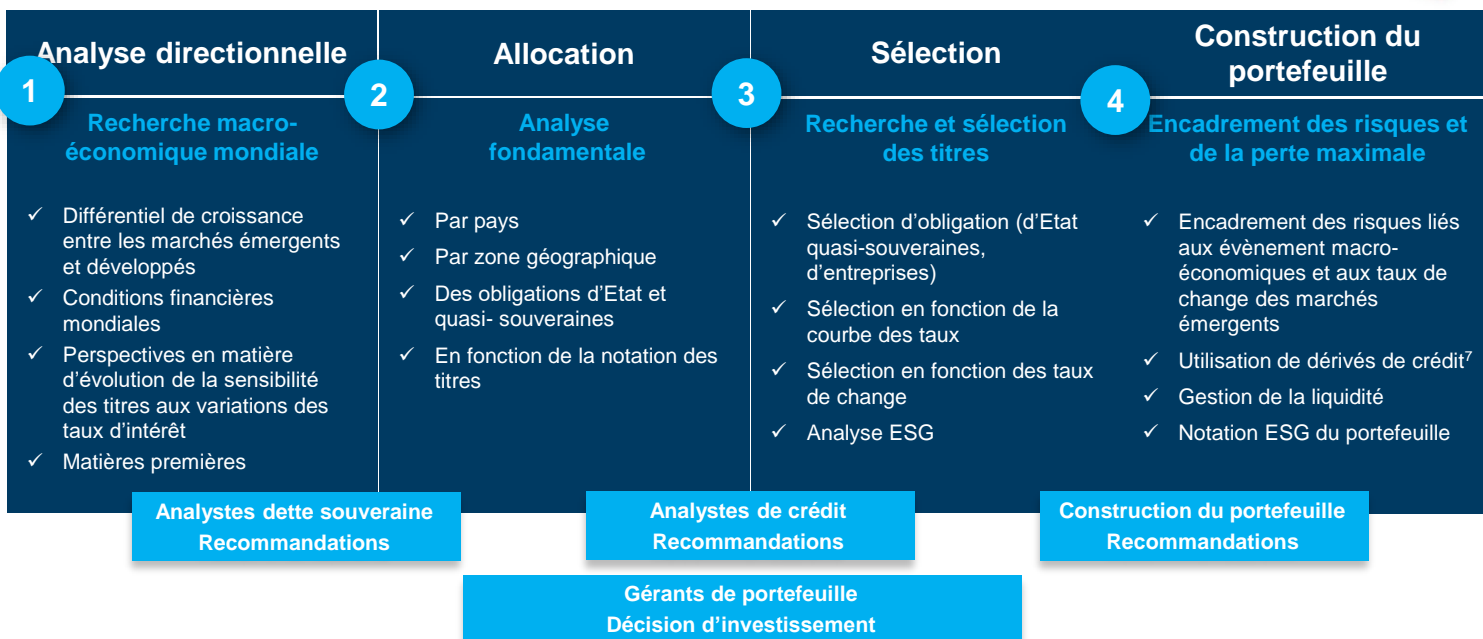 1
Analyse directionnelle
Recherche macro-
économique mondiale
✓ Différentiel de croissance
entre les marchés émergents
et développés
✓ Conditions financières
mondiales
✓ Perspectives en matière
d’évolution de la sensibilité
des titres aux variations des
taux d’intérêt
✓ Matières premières
2
Allocation
Analyse
fondamentale
✓ Par pays
✓ Par zone géographique
✓ Des obligations d’Etat et
quasi- souveraines
✓ En fonction de la notation des
titres
3
Sélection
Recherche et sélection
des titres
✓ Sélection d’obligation (d’Etat
quasi-souveraines,
d’entreprises)
✓ Sélection en fonction de la
courbe des taux
✓ Sélection en fonction des taux
de change
✓ Analyse ESG
4
Construction du
portefeuille
Encadrement des risques et
de la perte maximale
✓ Encadrement des risques liés
aux évènement macro-
économiques et aux taux de
change des marchés
émergents
✓ Utilisation de dérivés de crédit⁷
✓ Gestion de la liquidité
✓ Notation ESG du portefeuille
Analystes dette souveraine
Recommandations
Analystes de crédit
Recommandations
Construction du portefeuille
Recommandations
Gérants de portefeuille
Décision d’investissement